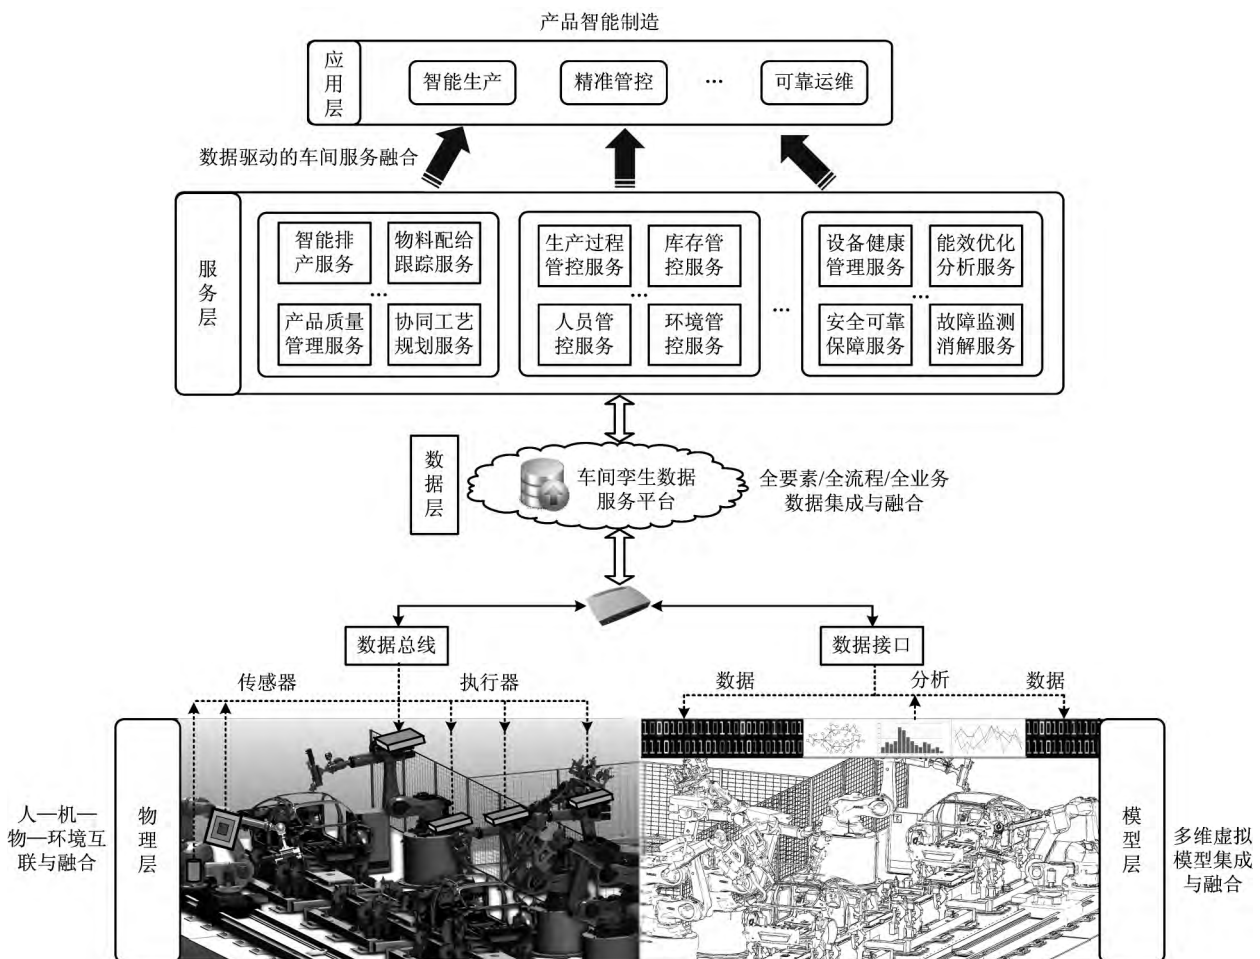 产品智能制造
应用层
智能生产
精准管控
…
可靠运维
数据驱动的车间服务融合
服务层
智能排
产服务
物料配给
跟踪服务
…
产品质量
管理服务
协同工艺
规划服务
生产过程
管控服务
库存管
控服务
…
人员管
控服务
环境管
控服务
…
设备健康
管理服务
能效优化
分析服务
…
安全可靠
保障服务
故障监测
消解服务
数据层
车间孪生数据
服务平台
全要素/全流程/全业务
数据集成与融合
数据总线
数据接口
传感器
执行器
数据
分析
数据
人—机—
物—环境互
联与融合
物理层
模型层
多维虚拟
模型集成
与融合